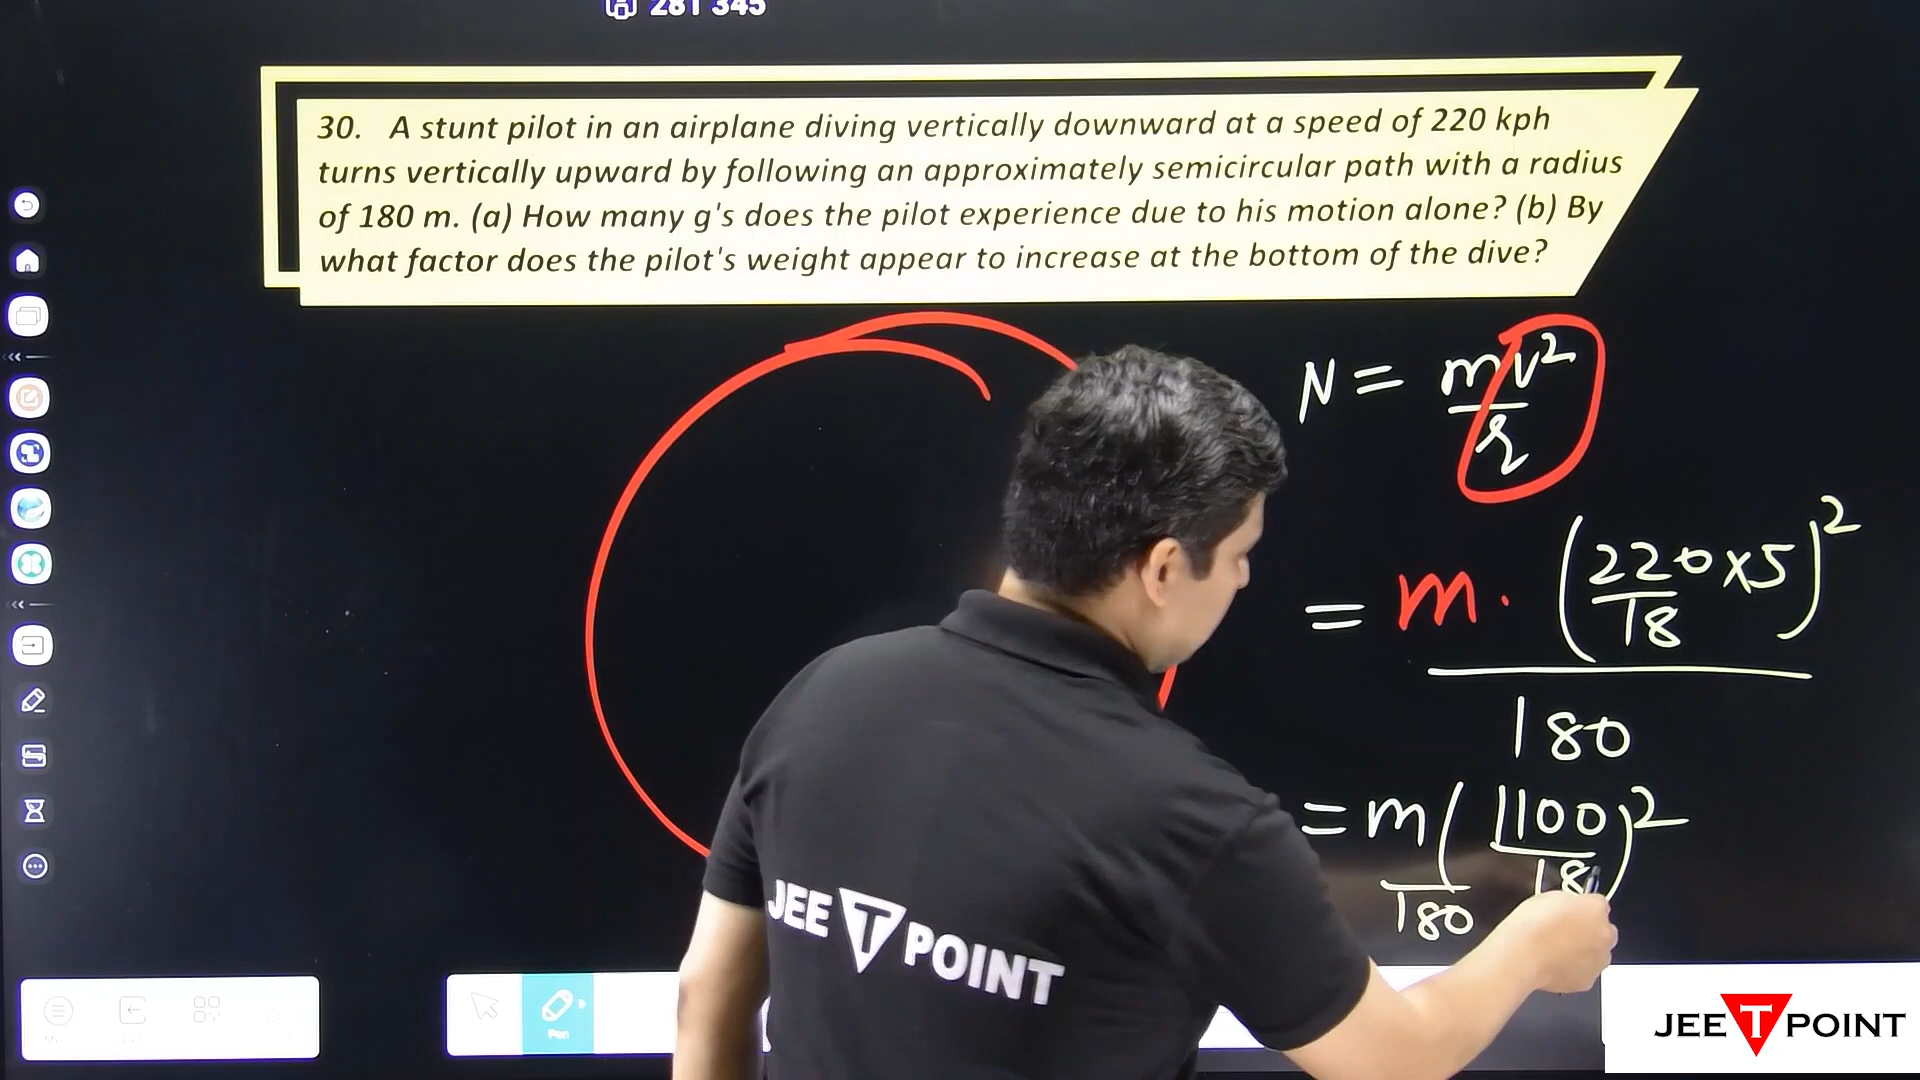 281 345
30. A stunt pilot in an airplane diving vertically downward at a speed of 220 kph
turns vertically upward by following an approximately semicircular path with a radius
of 180 m. (a) How many g's does the pilot experience due to his motion alone? (b) By
what factor does the pilot's weight appear to increase at the bottom of the dive?
N = mv²/r
= m. (220/18 x5)²
180
= m/180 (1100/18)²
JEE T POINT
Pen
JEE T POINT